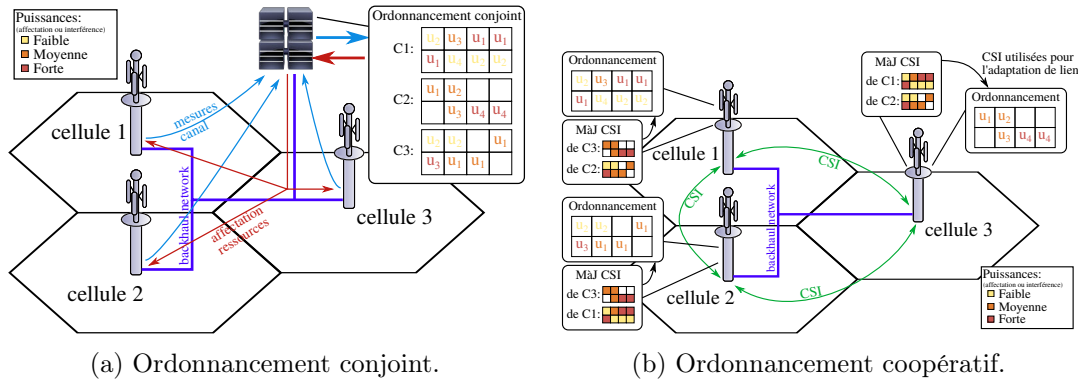 Puissances:
(affectation ou interférence)
Faible
Moyenne
Forte
Ordonnancement conjoint
C1:
u2 u3 u1 u1
u1 u4 u2 u2
C2:
u1 u2
u3 u4 u4
C3:
u2 u2 u1
u3 u1 u1
cellule 1
mesures
canal
cellule 2
cellule 3
backhaul network
affectation
ressources
(a) Ordonnancement conjoint.
Ordonnancement
u2 u3 u1 u1
u1 u4 u2 u2
MàJ CSI
de C3:
de C2:
Ordonnancement
u2 u2 u1
u3 u1 u1
MàJ CSI
de C3:
de C1:
cellule 1
cellule 2
cellule 3
CSI
CSI
CSI
backhaul network
MàJ CSI
de C1:
de C2:
CSI utilisées pour
l'adaptation de lien
Ordonnancement
u1 u2
u3 u4 u4
Puissances:
(affectation ou interférence)
Faible
Moyenne
Forte
(b) Ordonnancement coopératif.